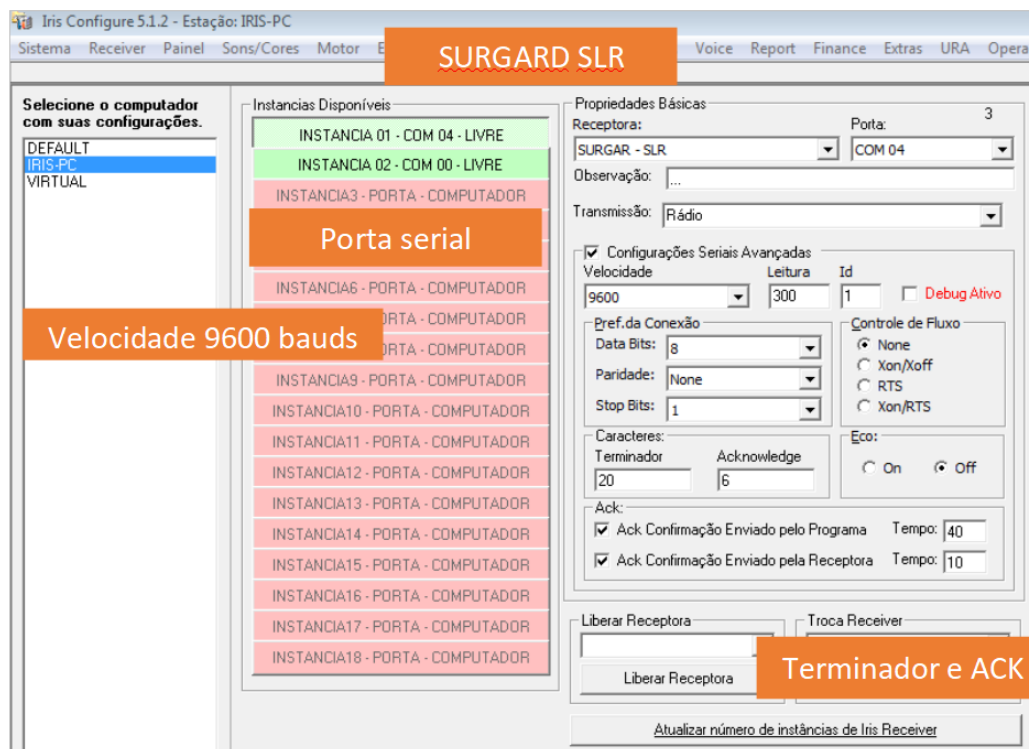 Iris Configure 5.1.2 - Estação: IRIS-PC
Sistema Receiver Painel Sons/Cores Motor Voice Report Finance Extras URA Opera
SURGARD SLR
Selecione o computador
com suas configurações.
DEFAULT
IRIS-PC
VIRTUAL
Instancias Disponíveis
INSTANCIA 01 - COM 04 - LIVRE
INSTANCIA 02 - COM 00 - LIVRE
INSTANCIA3 - PORTA - COMPUTADOR
Porta serial
INSTANCIA6 - PORTA - COMPUTADOR
Velocidade 9600 bauds
INSTANCIA9 - PORTA - COMPUTADOR
INSTANCIA10 - PORTA - COMPUTADOR
INSTANCIA11 - PORTA - COMPUTADOR
INSTANCIA12 - PORTA - COMPUTADOR
INSTANCIA13 - PORTA - COMPUTADOR
INSTANCIA14 - PORTA - COMPUTADOR
INSTANCIA15 - PORTA - COMPUTADOR
INSTANCIA16 - PORTA - COMPUTADOR
INSTANCIA17 - PORTA - COMPUTADOR
INSTANCIA18 - PORTA - COMPUTADOR
Propriedades Básicas
3
Receptora: Porta:
SURGAR - SLR COM 04
Observação: ...
Transmissão: Rádio
Configurações Seriais Avançadas
Velocidade Leitura Id
9600 300 1 Debug Ativo
Pref.da Conexão Controle de Fluxo
Data Bits: 8 None
Xon/Xoff
Paridade: None RTS
Stop Bits: 1 Xon/RTS
Caracteres: Eco:
Terminador Acknowledge
20 6 On Off
Ack:
Ack Confirmação Enviado pelo Programa Tempo: 40
Ack Confirmação Enviado pela Receptora Tempo: 10
Liberar Receptora Troca Receiver
Liberar Receptora
Terminador e ACK
Atualizar número de instâncias de Iris Receiver